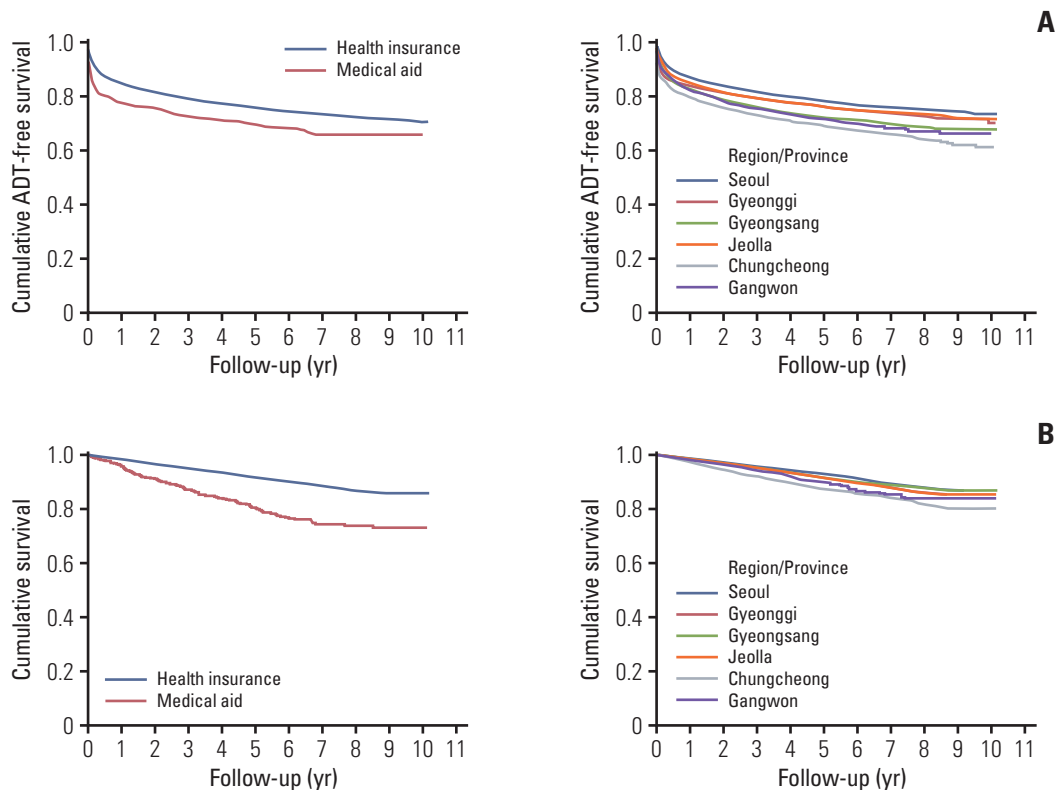 A
Cumulative ADT-free survival
1.0
0.8
0.6
0.4
0.2
0
Health insurance
Medical aid
0 1 2 3 4 5 6 7 8 9 10 11
Follow-up (yr)
Cumulative ADT-free survival
1.0
0.8
0.6
0.4
0.2
0
Region/Province
Seoul
Gyeonggi
Gyeongsang
Jeolla
Chungcheong
Gangwon
0 1 2 3 4 5 6 7 8 9 10 11
Follow-up (yr)
B
Cumulative survival
1.0
0.8
0.6
0.4
0.2
0
Health insurance
Medical aid
0 1 2 3 4 5 6 7 8 9 10 11
Follow-up (yr)
Cumulative survival
1.0
0.8
0.6
0.4
0.2
0
Region/Province
Seoul
Gyeonggi
Gyeongsang
Jeolla
Chungcheong
Gangwon
0 1 2 3 4 5 6 7 8 9 10 11
Follow-up (yr)